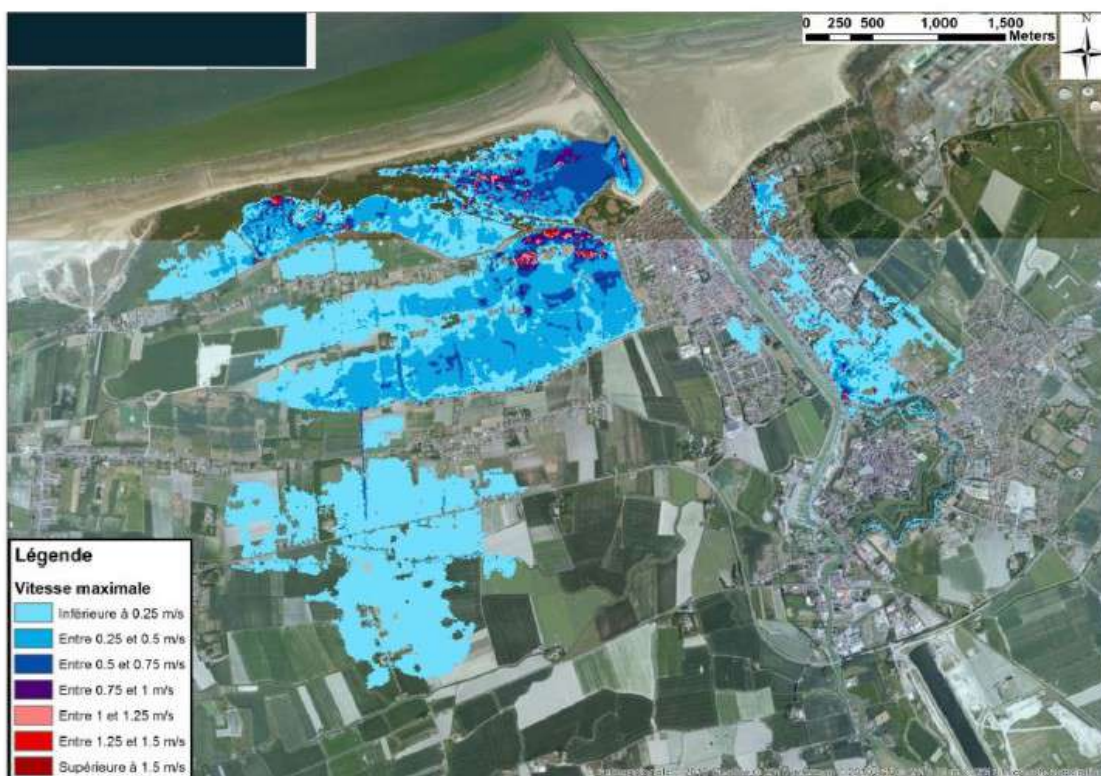 0 250 500 1,000 1,500
Meters
N
Légende
Vitesse maximale
Inférieure à 0.25 m/s
Entre 0.25 et 0.5 m/s
Entre 0.5 et 0.75 m/s
Entre 0.75 et 1 m/s
Entre 1 et 1.25 m/s
Entre 1.25 et 1.5 m/s
Supérieure à 1.5 m/s